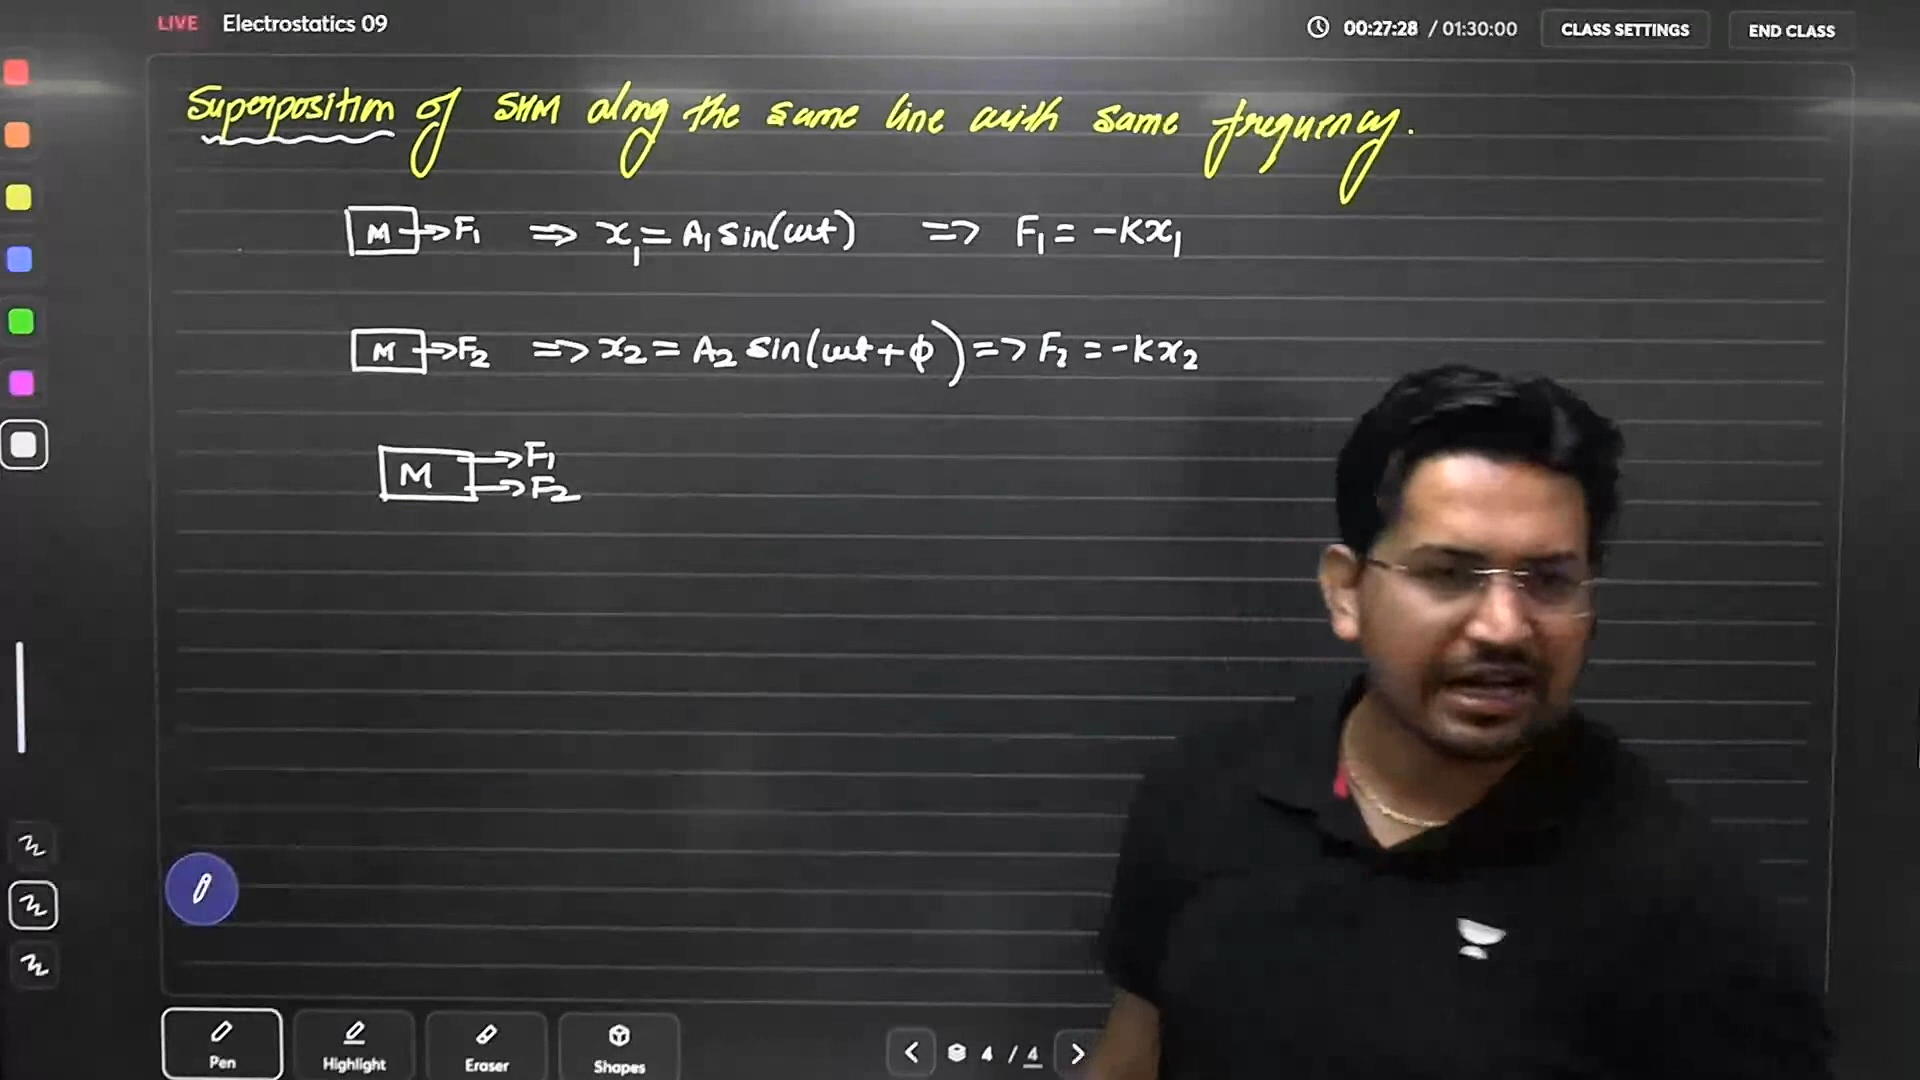 LIVE Electrostatics 09 00:27:28 / 01:30:00 CLASS SETTINGS END CLASS
Superposition of SHM along the same line with same frequency.
M →F₁ ⇒ x₁ = A₁ sin(ωt) ⇒ F₁ = -Kx₁
M →F₂ ⇒ x₂ = A₂ sin(ωt + ϕ) ⇒ F₂ = -Kx₂
M →F₁
→F₂
Pen Highlight Eraser Shapes 4 / 4